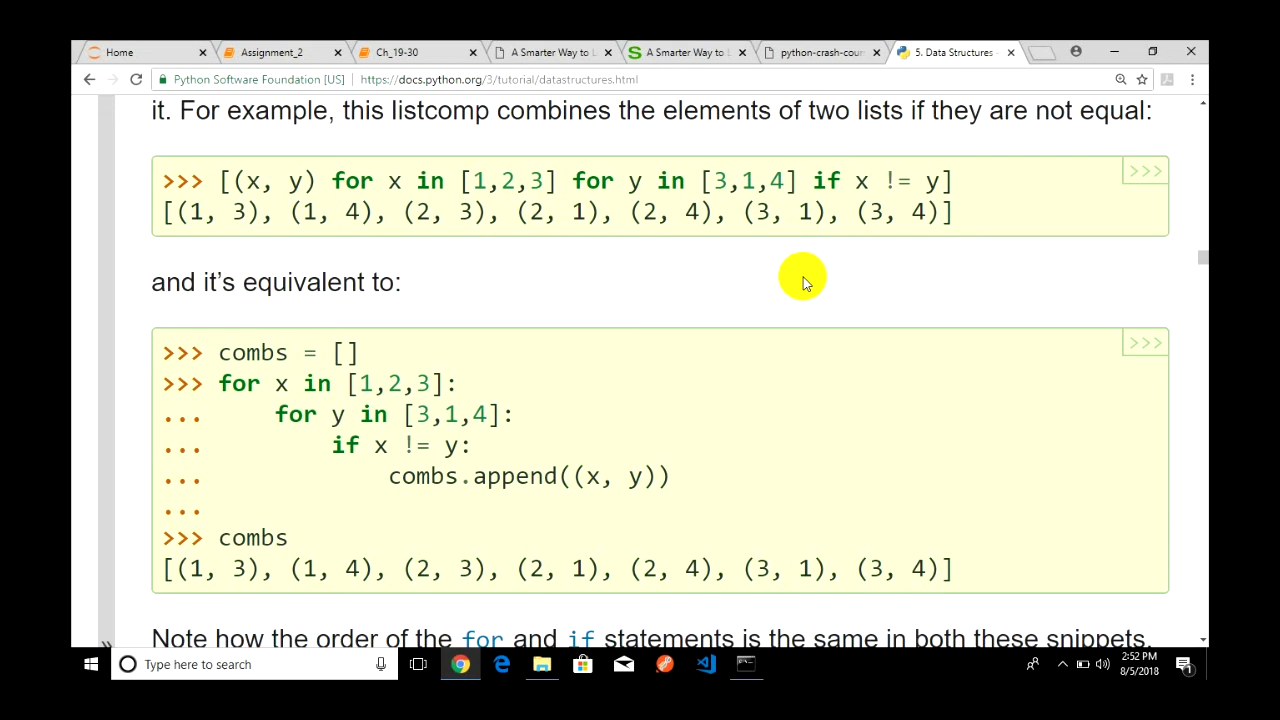 Home
Assignment_2
Ch_19-30
A Smarter Way to L
A Smarter Way to L
python-crash-cour
5. Data Structures
Python Software Foundation [US]
https://docs.python.org/3/tutorial/datastructures.html
it. For example, this listcomp combines the elements of two lists if they are not equal:
>>>
>>> [(x, y) for x in [1,2,3] for y in [3,1,4] if x != y]
[(1, 3), (1, 4), (2, 3), (2, 1), (2, 4), (3, 1), (3, 4)]
and it’s equivalent to:
>>>
>>> combs = []
>>> for x in [1,2,3]:
...     for y in [3,1,4]:
...         if x != y:
...             combs.append((x, y))
...
>>> combs
[(1, 3), (1, 4), (2, 3), (2, 1), (2, 4), (3, 1), (3, 4)]
»
Note how the order of the for and if statements is the same in both these snippets.
Type here to search
2:52 PM
8/5/2018
1